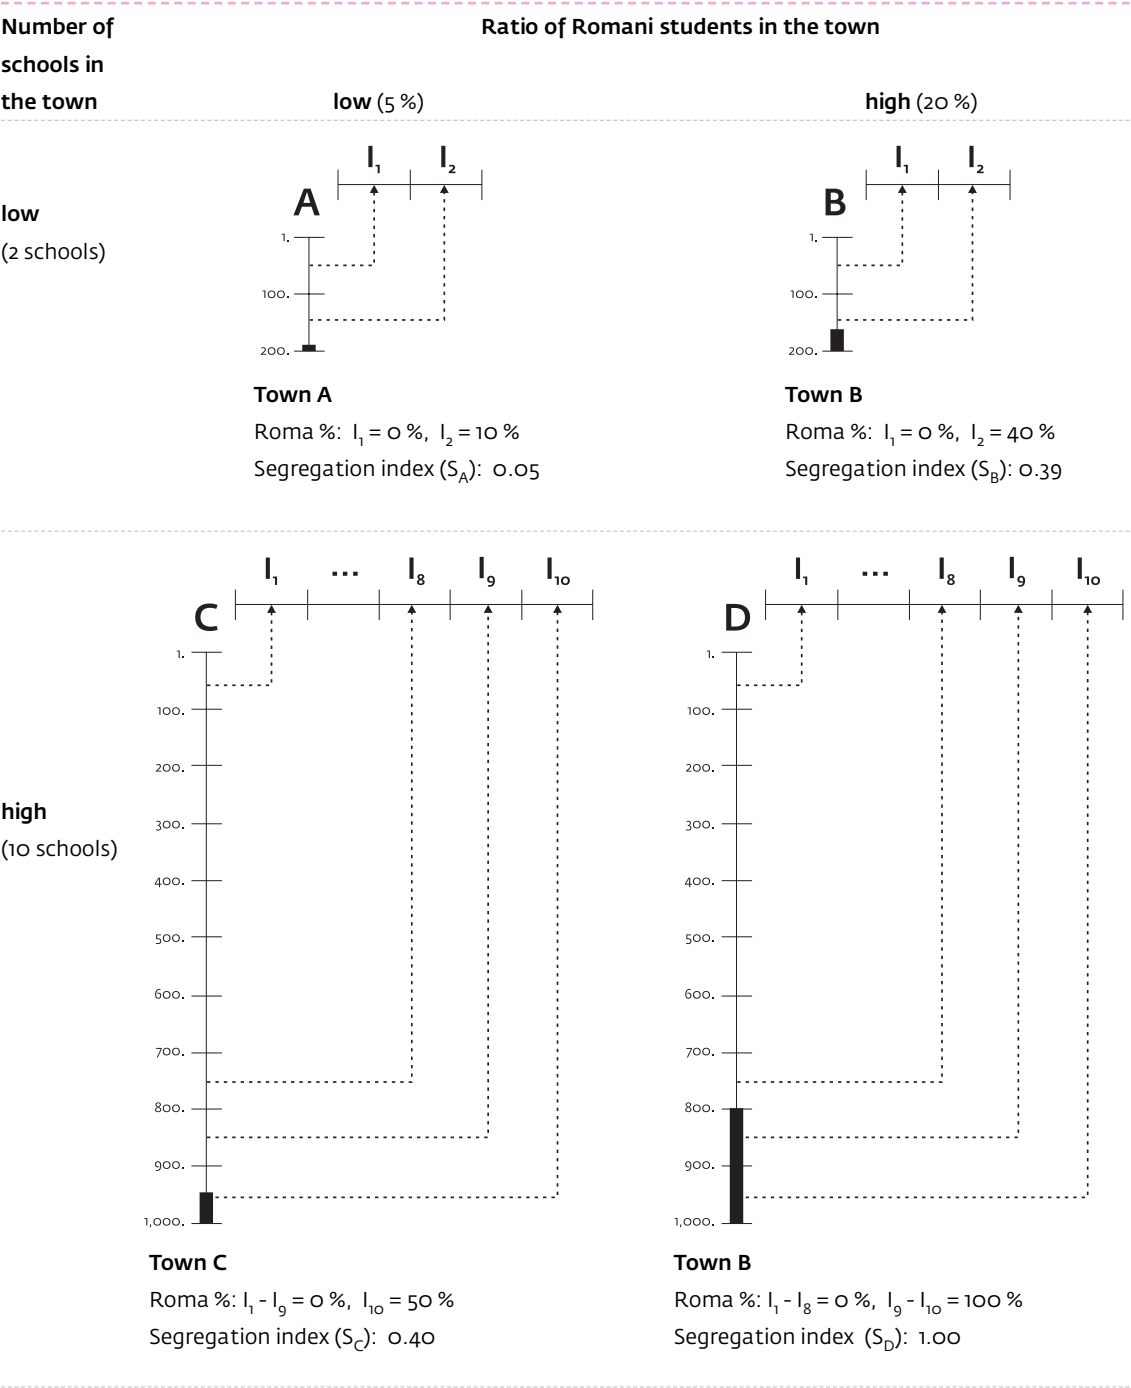 Number of schools in the town
Ratio of Romani students in the town
low (5 %)
high (20 %)
low
(2 schools)
A
I₁
I₂
1.
100.
200.
Town A
Roma %: I₁ = 0 %, I₂ = 10 %
Segregation index (S_A): 0.05
B
I₁
I₂
1.
100.
200.
Town B
Roma %: I₁ = 0 %, I₂ = 40 %
Segregation index (S_B): 0.39
high
(10 schools)
C
I₁ ... I₈ I₉ I₁₀
1.
100.
200.
300.
400.
500.
600.
700.
800.
900.
1,000.
Town C
Roma %: I₁ - I₉ = 0 %, I₁₀ = 50 %
Segregation index (S_C): 0.40
D
I₁ ... I₈ I₉ I₁₀
1.
100.
200.
300.
400.
500.
600.
700.
800.
900.
1,000.
Town B
Roma %: I₁ - I₈ = 0 %, I₉ - I₁₀ = 100 %
Segregation index (S_D): 1.00